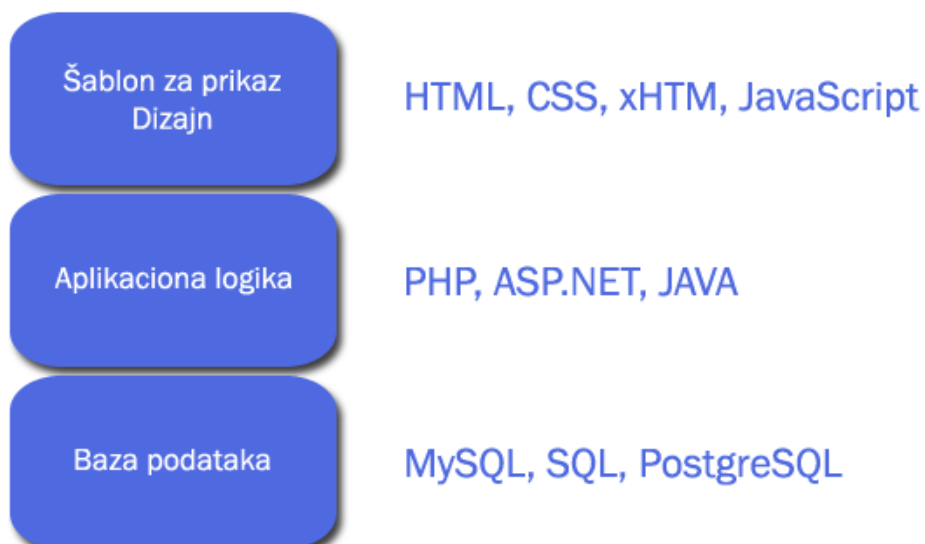 Šablon za prikaz
Dizajn
HTML, CSS, xHTM, JavaScript
Aplikaciona logika
PHP, ASP.NET, JAVA
Baza podataka
MySQL, SQL, PostgreSQL